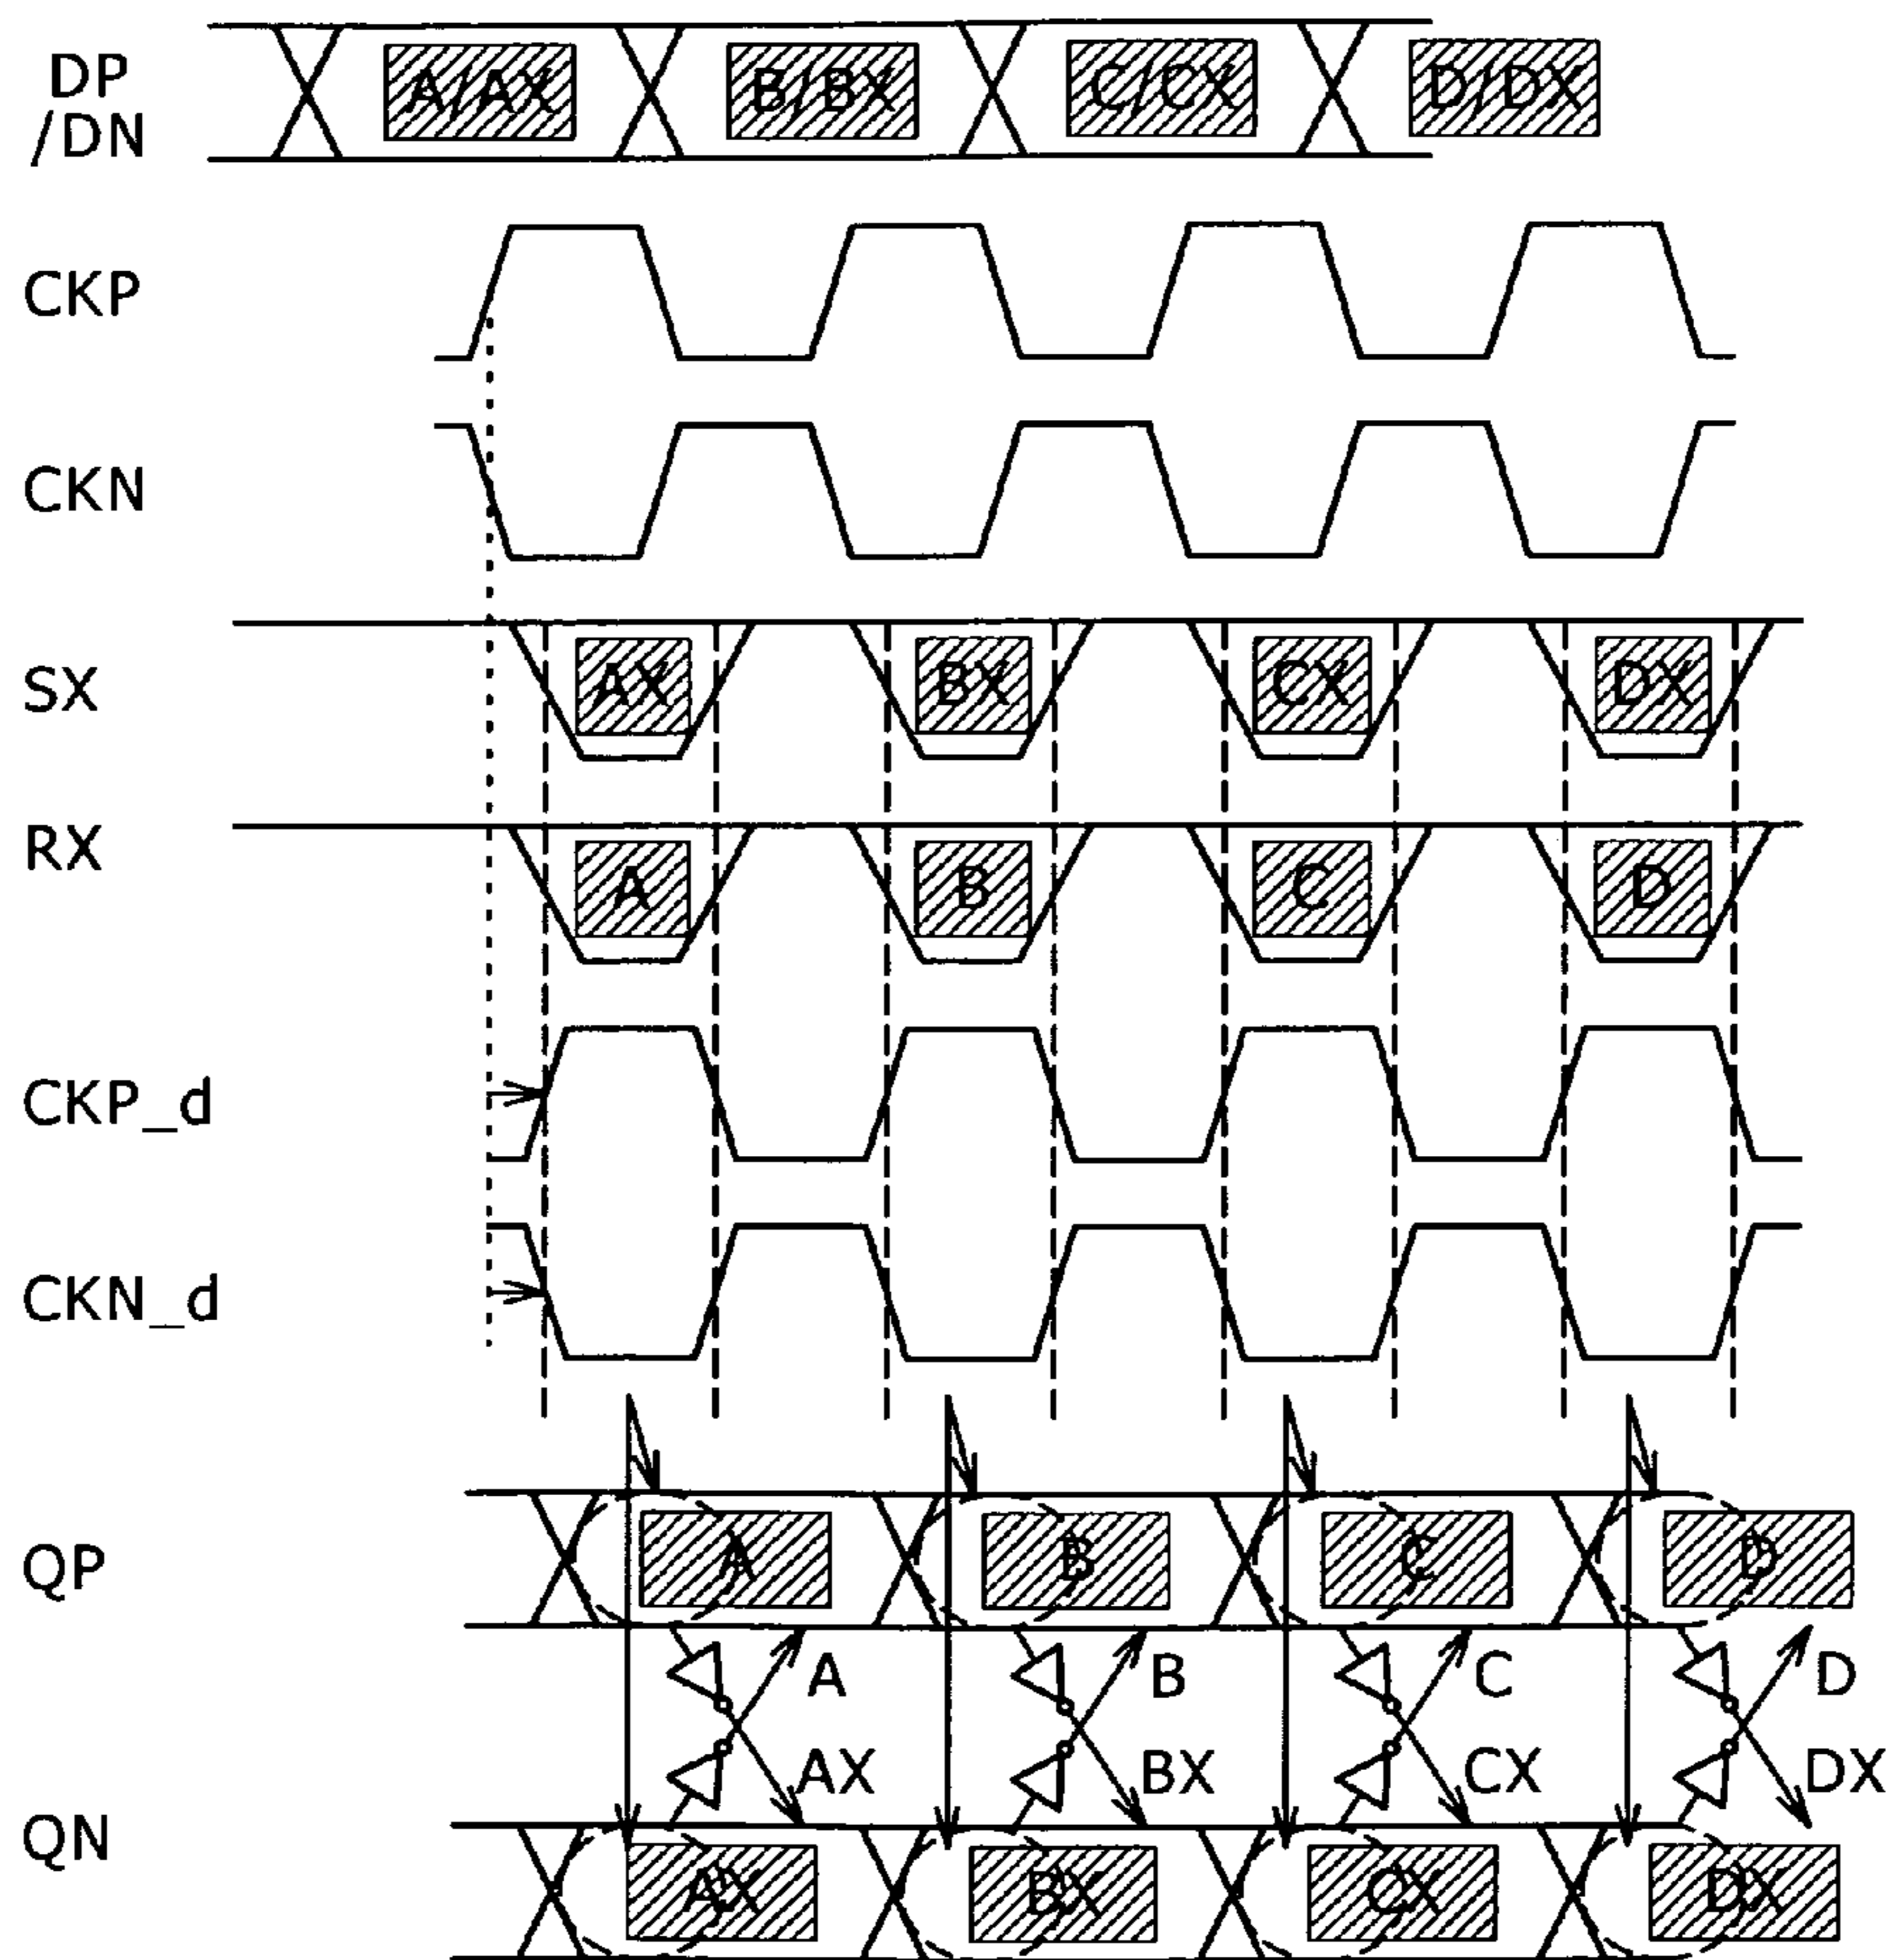 DP
/DN
A/AX B/BX C/CX D/DX
CKP
CKN
SX
AX BX CX DX
RX
A B C D
CKP_d
CKN_d
QP
A B C D
A B C D
AX BX CX DX
QN
AX BX CX DX